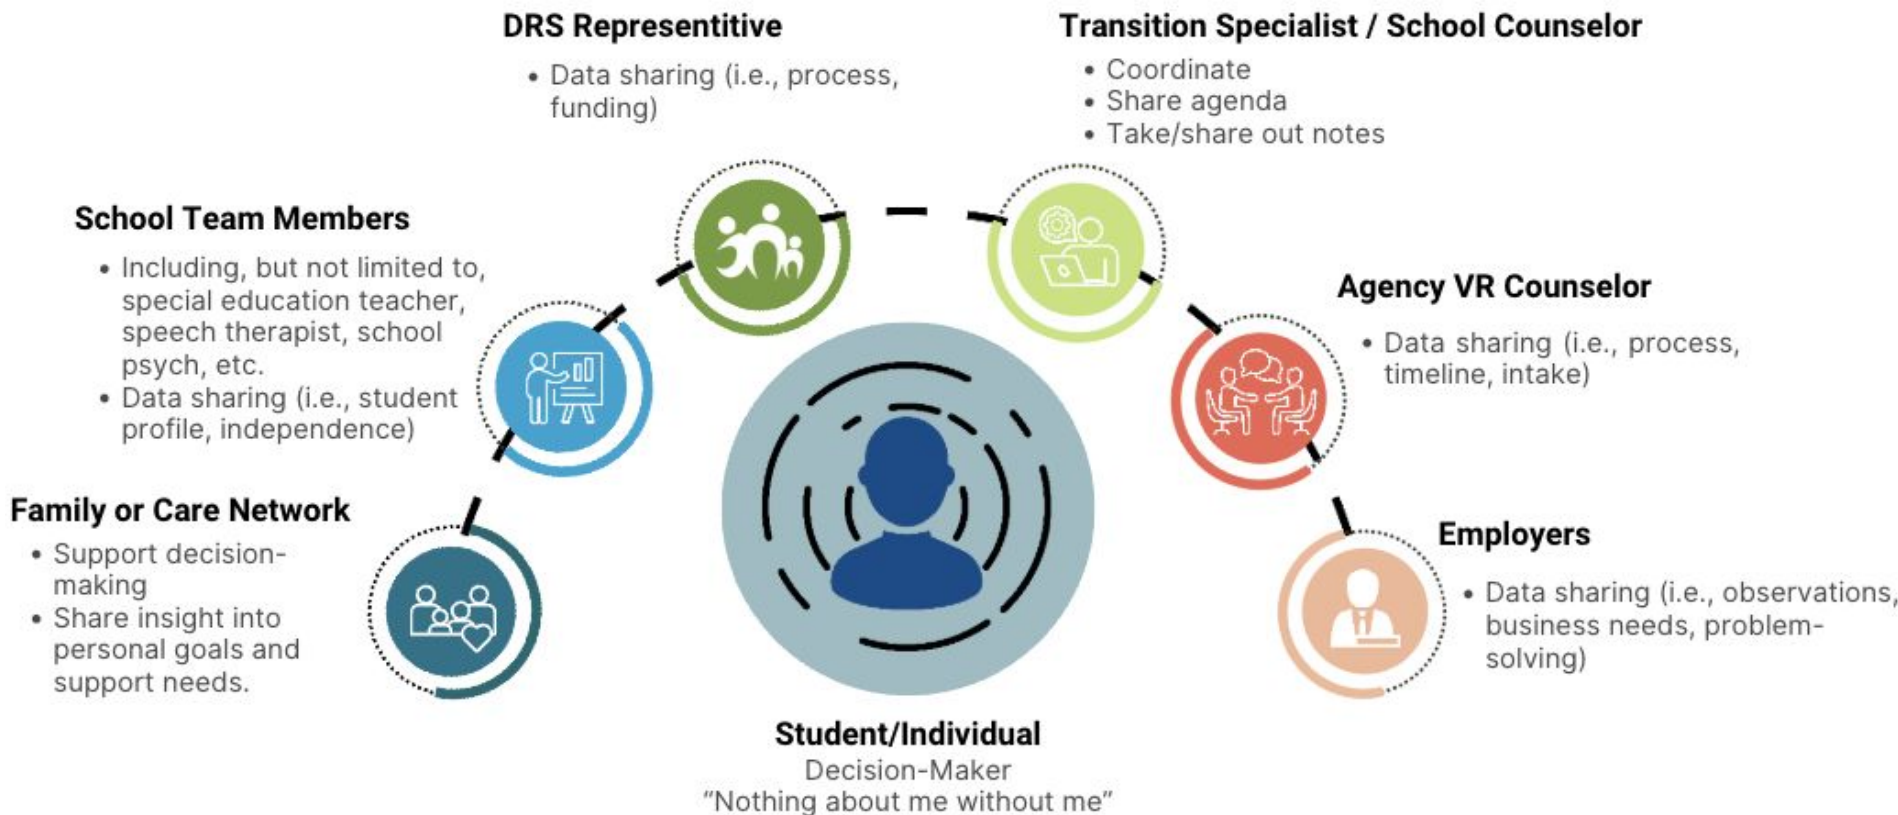 DRS Representitive
• Data sharing (i.e., process,
funding)
Transition Specialist / School Counselor
• Coordinate
• Share agenda
• Take/share out notes
School Team Members
• Including, but not limited to,
special education teacher,
speech therapist, school
psych, etc.
• Data sharing (i.e., student
profile, independence)
Agency VR Counselor
• Data sharing (i.e., process,
timeline, intake)
Family or Care Network
• Support decision-
making
• Share insight into
personal goals and
support needs.
Employers
• Data sharing (i.e., observations,
business needs, problem-
solving)
Student/Individual
Decision-Maker
“Nothing about me without me”